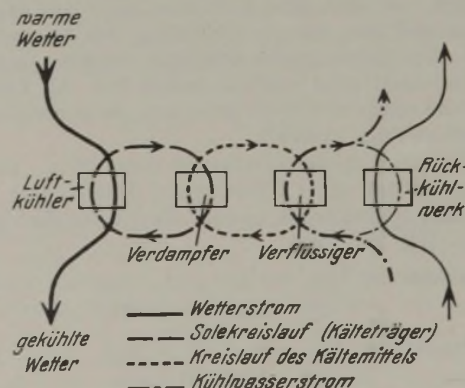 warme
Wetter
Luft-
kühler
Rück-
kühl-
werk
Verdampfer
Verflüssiger
gekühlte
Wetter
Wetterstrom
Solekreislauf (Kälteträger)
Kreislauf des Kältemittels
Kühlwasserstrom